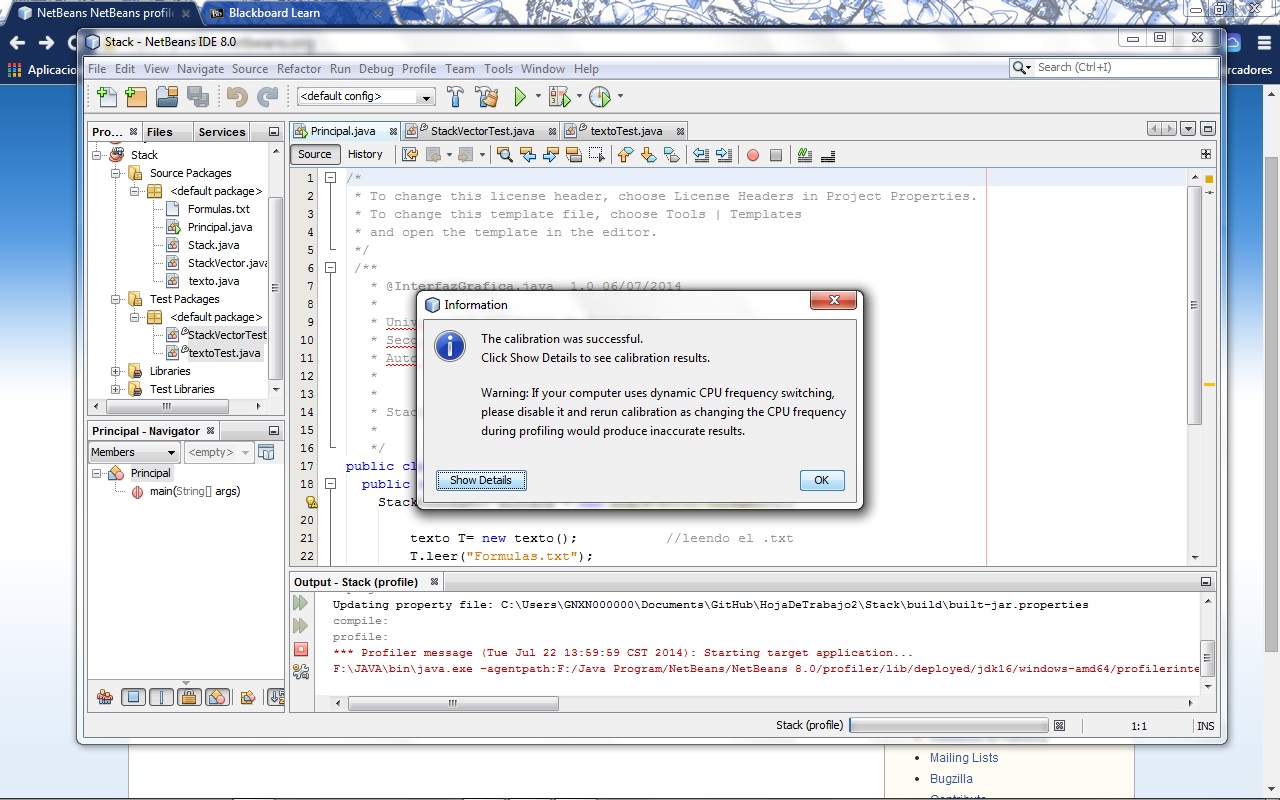 NetBeans NetBeans profil
Blackboard Learn
Aplicacio
rcadores
Stack - NetBeans IDE 8.0
File Edit View Navigate Source Refactor Run Debug Profile Team Tools Window Help
Search (Ctrl+I)
<default config>
Pro... Files Services
Principal.java StackVectorTest.java textoTest.java
Source History
Stack
Source Packages
<default package>
Formulas.txt
Principal.java
Stack.java
StackVector.java
texto.java
Test Packages
<default package>
StackVectorTest
textoTest.java
Libraries
Test Libraries
1 /*
2 * To change this license header, choose License Headers in Project Properties.
3 * To change this template file, choose Tools | Templates
4 * and open the template in the editor.
5 */
6 /**
7 * @InterfazGrafica.java 1.0 06/07/2014
8 *
9 * Univ
10 * Secc
11 * Auto
12 *
13 *
14 * Stac
15 *
16 */
17 public cl
18 public
Stack
20
21 texto T= new texto(); //leendo el .txt
22 T.leer("Formulas.txt");
Information
The calibration was successful.
Click Show Details to see calibration results.
Warning: If your computer uses dynamic CPU frequency switching,
please disable it and rerun calibration as changing the CPU frequency
during profiling would produce inaccurate results.
Show Details OK
Principal - Navigator
Members <empty>
Principal
main(String[] args)
Output - Stack (profile)
Updating property file: C:\Users\GNXN000000\Documents\GitHub\HojaDeTrabajo2\Stack\build\built-jar.properties
compile:
profile:
*** Profiler message (Tue Jul 22 13:59:59 CST 2014): Starting target application...
F:\JAVA\bin\java.exe -agentpath:F:/Java Program/NetBeans/NetBeans 8.0/profiler/lib/deployed/jdk16/windows-amd64/profilerinte
Stack (profile)
1:1 INS
Mailing Lists
Bugzilla